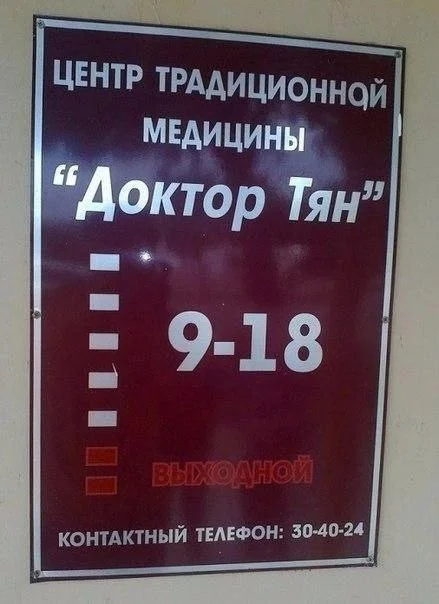 ЦЕНТР ТРАДИЦИОННОЙ
МЕДИЦИНЫ
“Доктор Тян”
9-18
ВЫХОДНОЙ
КОНТАКТНЫЙ ТЕЛЕФОН: 30-40-24